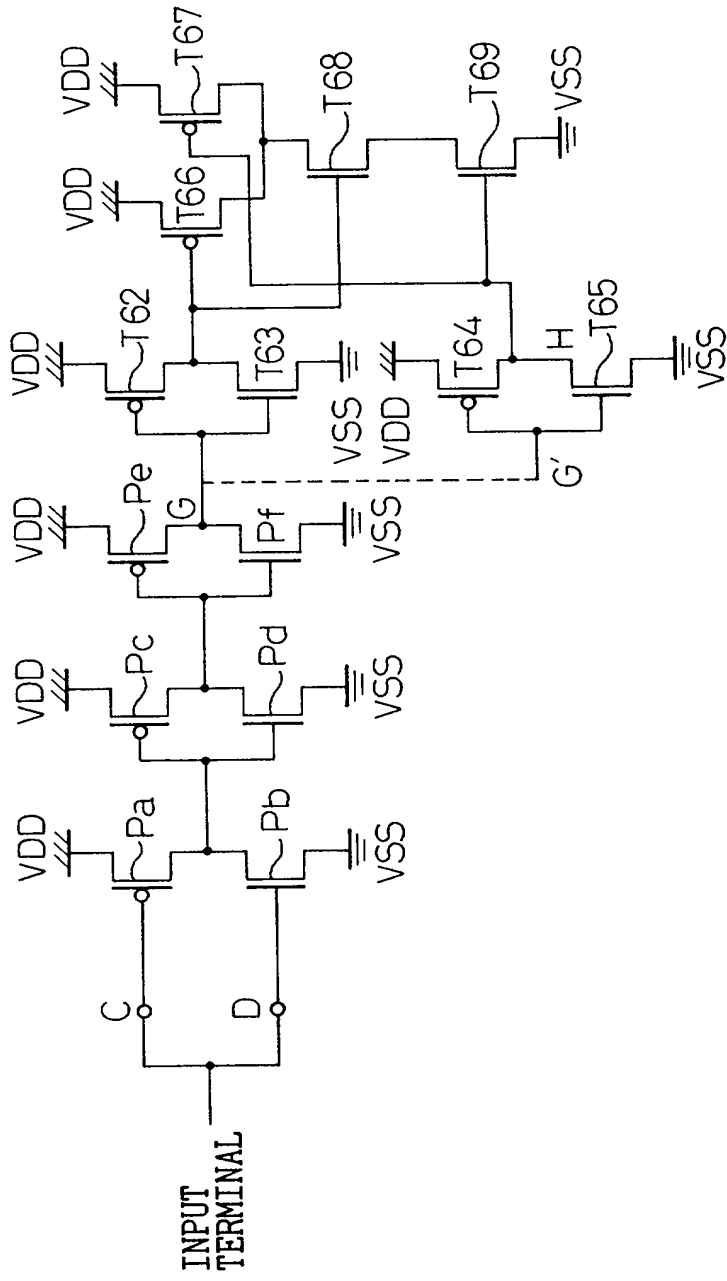 INPUT
TERMINAL
C
D
VDD
Pa
Pb
VSS
VDD
Pc
Pd
VSS
VDD
Pe
G
Pf
VSS
VDD
T62
T63
VSS
VDD
T64
G'
H
T65
VSS
VDD
T66
VDD
T67
T68
T69
VSS